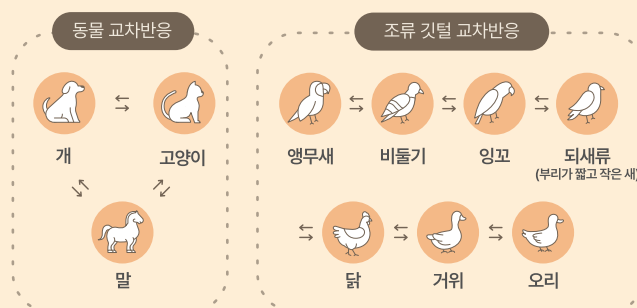 동물 교차반응
개
고양이
말
조류 깃털 교차반응
앵무새
비둘기
잉꼬
되새류
(부리가 짧고 작은 새)
닭
거위
오리